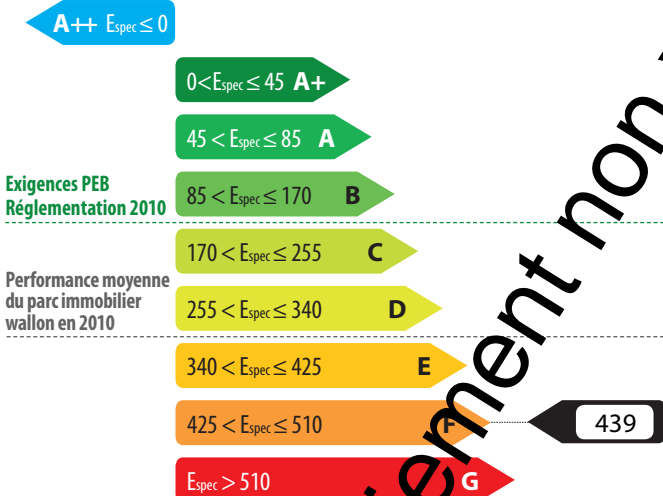 A++ Espec ≤ 0
0<Espec ≤ 45 A+
45 < Espec ≤ 85 A
Exigences PEB
Réglementation 2010
85 < Espec ≤ 170 B
170 < Espec ≤ 255 C
Performance moyenne
du parc immobilier
wallon en 2010
255 < Espec ≤ 340 D
340 < Espec ≤ 425 E
425 < Espec ≤ 510 F
439
Espec > 510 G
ement non